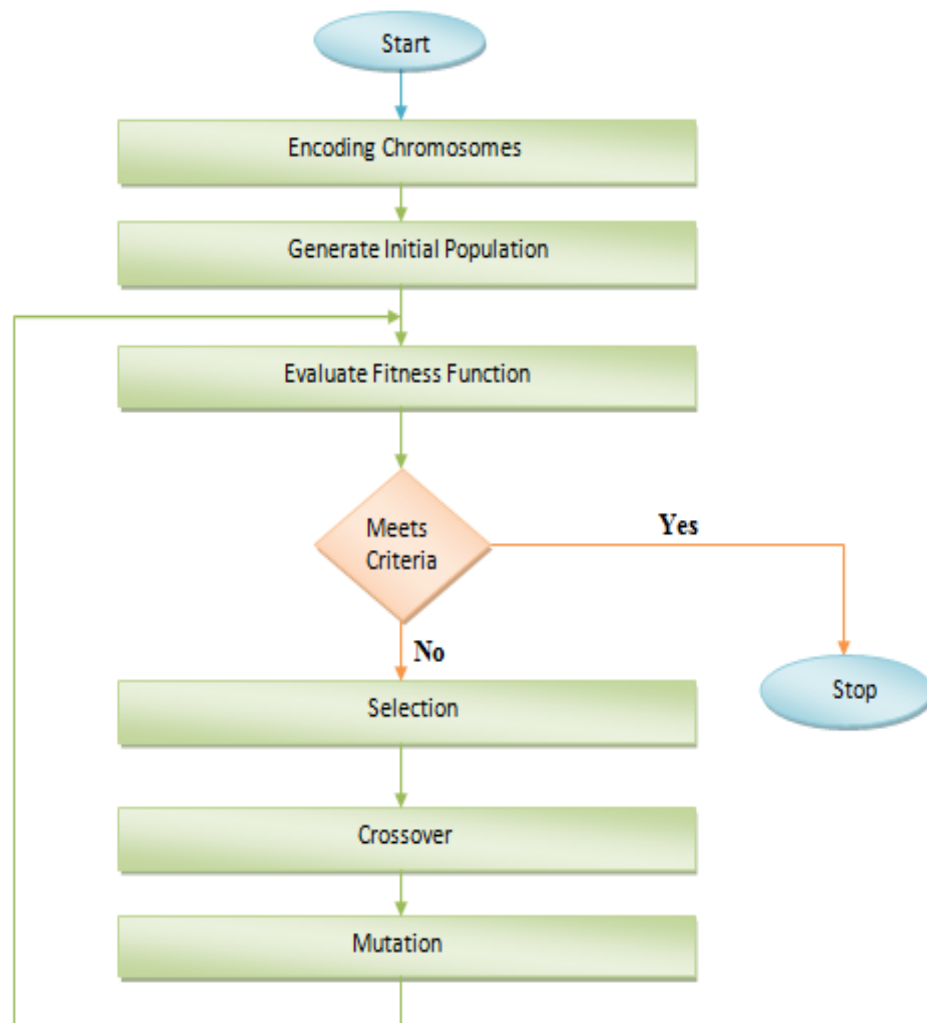 Start
Encoding Chromosomes
Generate Initial Population
Evaluate Fitness Function
Meets
Criteria
Yes
No
Selection
Stop
Crossover
Mutation